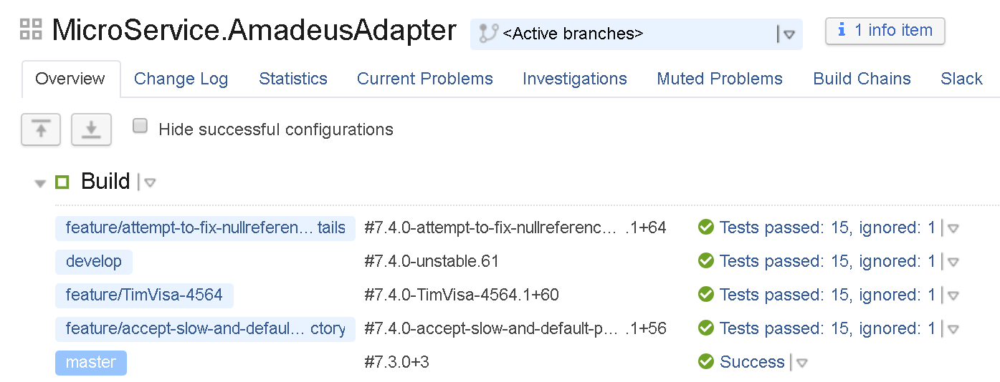 MicroService.AmadeusAdapter <Active branches> 1 info item
Overview Change Log Statistics Current Problems Investigations Muted Problems Build Chains Slack
Hide successful configurations
Build
feature/attempt-to-fix-nullreferen... tails #7.4.0-attempt-to-fix-nullreferenc... .1+64 Tests passed: 15, ignored: 1
develop #7.4.0-unstable.61 Tests passed: 15, ignored: 1
feature/TimVisa-4564 #7.4.0-TimVisa-4564.1+60 Tests passed: 15, ignored: 1
feature/accept-slow-and-defaul... ctory #7.4.0-accept-slow-and-default-p... .1+56 Tests passed: 15, ignored: 1
master #7.3.0+3 Success